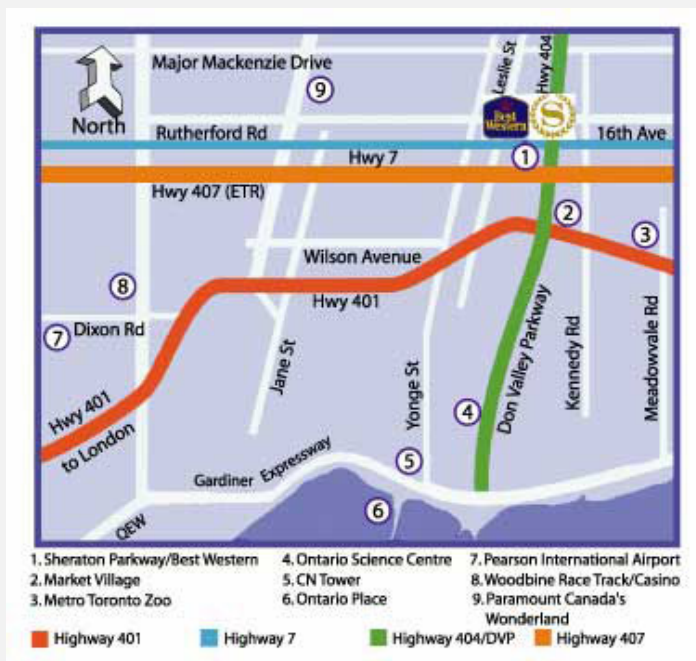 Major Mackenzie Drive
9
Leslie St
Hwy 404
North
Rutherford Rd
Best
Western
S
16th Ave
1
Hwy 7
Hwy 407 (ETR)
2
3
Wilson Avenue
8
Hwy 401
7
Dixon Rd
Jane St
Yonge St
Don Valley Parkway
Kennedy Rd
Meadowvale Rd
4
Hwy 401
to London
Gardiner Expressway
5
6
QEW
1. Sheraton Parkway/Best Western
2. Market Village
3. Metro Toronto Zoo
4. Ontario Science Centre
5. CN Tower
6. Ontario Place
7. Pearson International Airport
8. Woodbine Race Track/Casino
9. Paramount Canada's
Wonderland
Highway 401
Highway 7
Highway 404/DVP
Highway 407